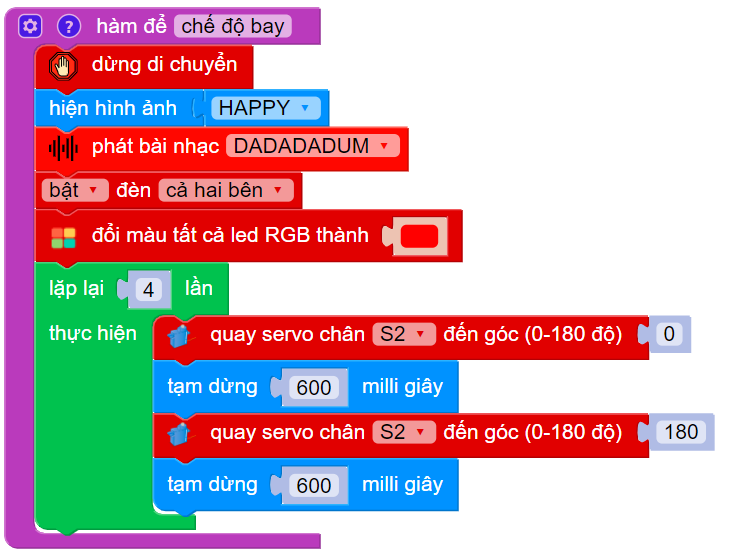 ? hàm để chế độ bay
dừng di chuyển
hiện hình ảnh HAPPY
phát bài nhạc DADADADUM
bật đèn cả hai bên
đổi màu tất cả led RGB thành
lặp lại 4 lần
thực hiện quay servo chân S2 đến góc (0-180 độ) 0
tạm dừng 600 milli giây
quay servo chân S2 đến góc (0-180 độ) 180
tạm dừng 600 milli giây